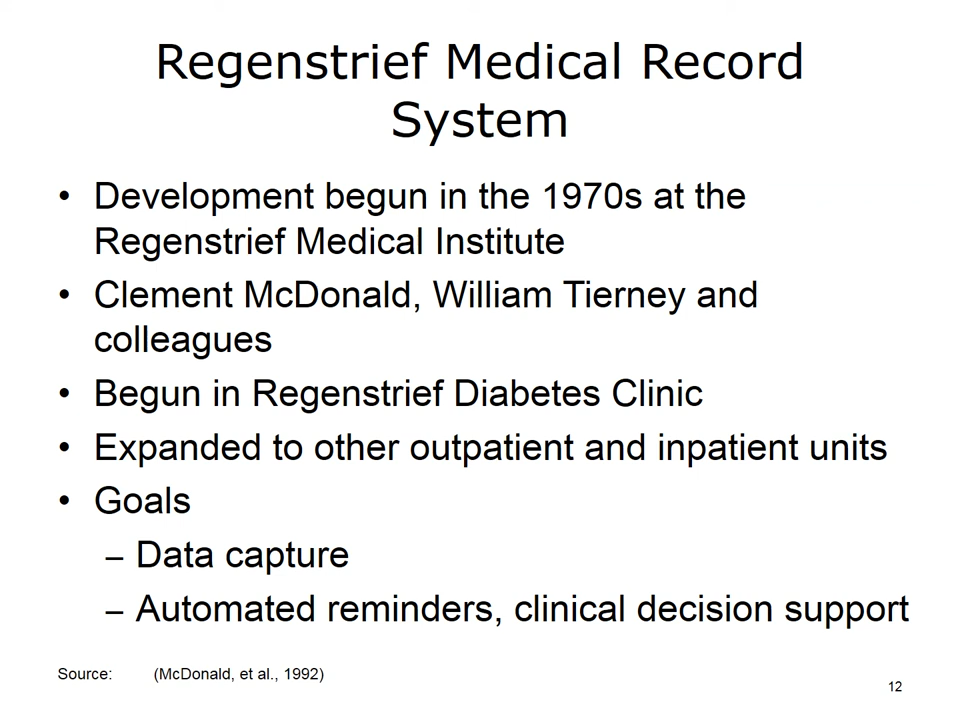 Regenstrief Medical Record
System
• Development begun in the 1970s at the
Regenstrief Medical Institute
• Clement McDonald, William Tierney and
colleagues
• Begun in Regenstrief Diabetes Clinic
• Expanded to other outpatient and inpatient units
• Goals
– Data capture
– Automated reminders, clinical decision support
Source: (McDonald, et al., 1992)
12